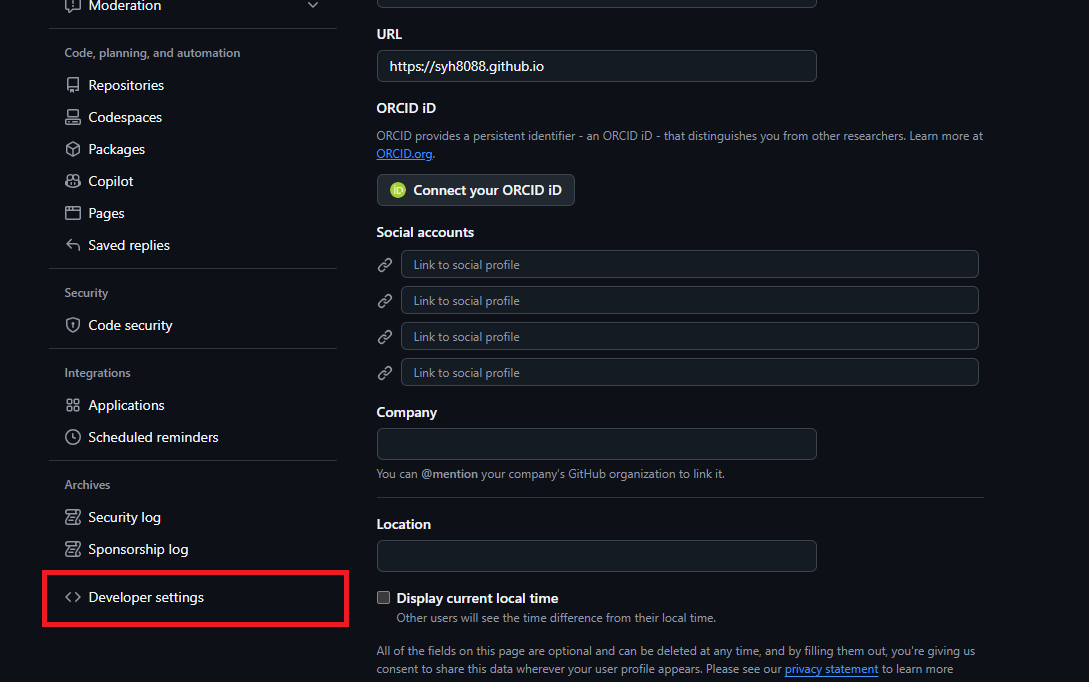 Moderation
Code, planning, and automation
Repositories
Codespaces
Packages
Copilot
Pages
Saved replies
Security
Code security
Integrations
Applications
Scheduled reminders
Archives
Security log
Sponsorship log
Developer settings
URL
https://syh8088.github.io
ORCID iD
ORCID provides a persistent identifier - an ORCID iD - that distinguishes you from other researchers. Learn more at
ORCID.org.
iD Connect your ORCID iD
Social accounts
Link to social profile
Link to social profile
Link to social profile
Link to social profile
Company
You can @mention your company's GitHub organization to link it.
Location
Display current local time
Other users will see the time difference from their local time.
All of the fields on this page are optional and can be deleted at any time, and by filling them out, you're giving us
consent to share this data wherever your user profile appears. Please see our privacy statement to learn more